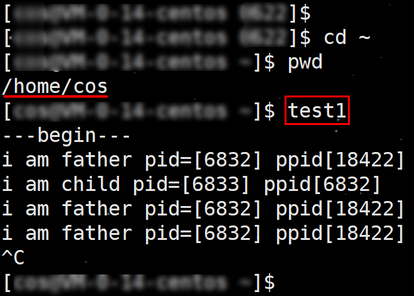 [cos@VM-0-14-centos 0622]$
[cos@VM-0-14-centos 0622]$ cd ~
[cos@VM-0-14-centos ~]$ pwd
/home/cos
[cos@VM-0-14-centos ~]$ test1
---begin---
i am father pid=[6832] ppid[18422]
i am child pid=[6833] ppid[6832]
i am father pid=[6832] ppid[18422]
i am father pid=[6832] ppid[18422]
^C
[cos@VM-0-14-centos ~]$